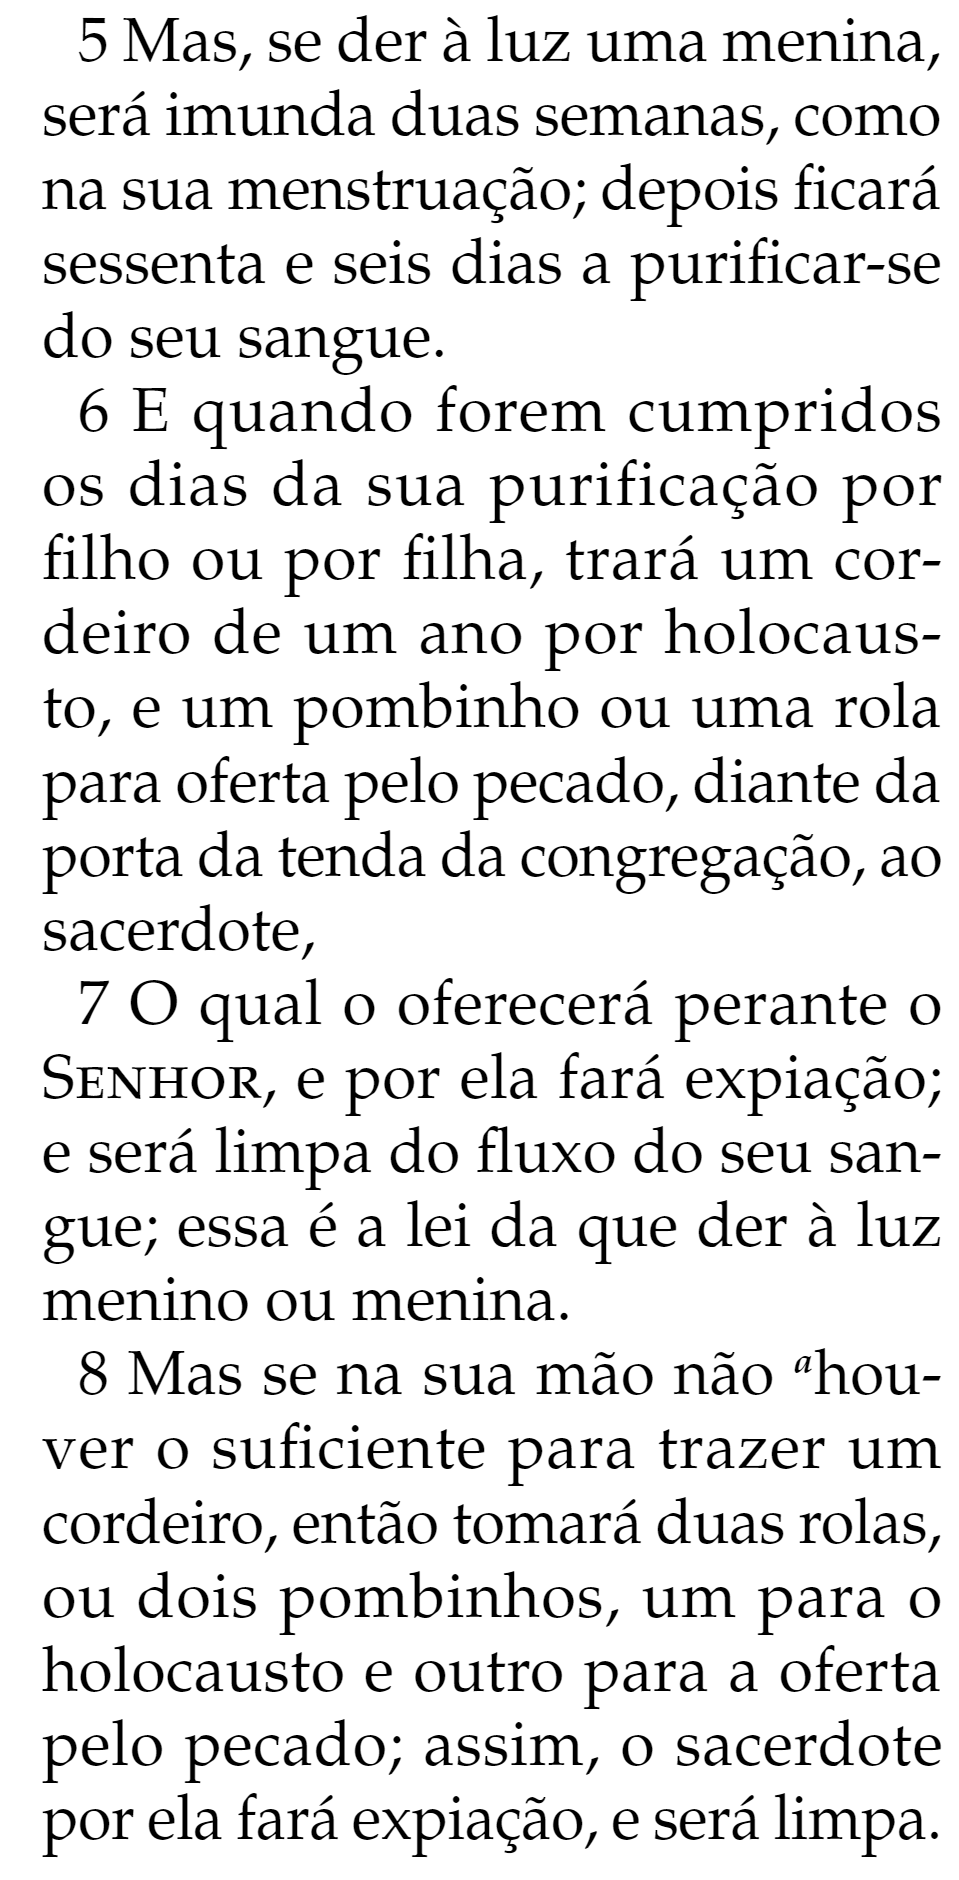 5 Mas, se der à luz uma menina,
será imunda duas semanas, como
na sua menstruação; depois ficará
sessenta e seis dias a purificar-se
do seu sangue.
6 E quando forem cumpridos
os dias da sua purificação por
filho ou por filha, trará um cor-
deiro de um ano por holocaus-
to, e um pombinho ou uma rola
para oferta pelo pecado, diante da
porta da tenda da congregação, ao
sacerdote,
7 O qual o oferecerá perante o
SENHOR, e por ela fará expiação;
e será limpa do fluxo do seu san-
gue; essa é a lei da que der à luz
menino ou menina.
8 Mas se na sua mão não ᵃhou-
ver o suficiente para trazer um
cordeiro, então tomará duas rolas,
ou dois pombinhos, um para o
holocausto e outro para a oferta
pelo pecado; assim, o sacerdote
por ela fará expiação, e será limpa.